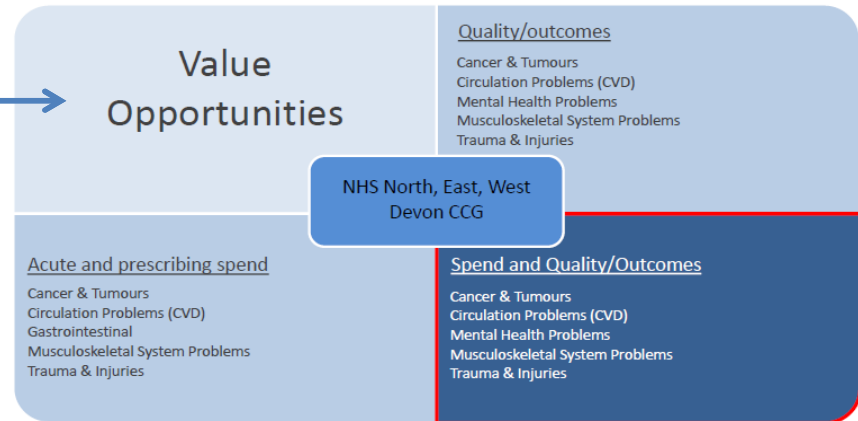 Value
Opportunities
Quality/outcomes
Cancer & Tumours
Circulation Problems (CVD)
Mental Health Problems
Musculoskeletal System Problems
Trauma & Injuries
NHS North, East, West
Devon CCG
Acute and prescribing spend
Cancer & Tumours
Circulation Problems (CVD)
Gastrointestinal
Musculoskeletal System Problems
Trauma & Injuries
Spend and Quality/Outcomes
Cancer & Tumours
Circulation Problems (CVD)
Mental Health Problems
Musculoskeletal System Problems
Trauma & Injuries